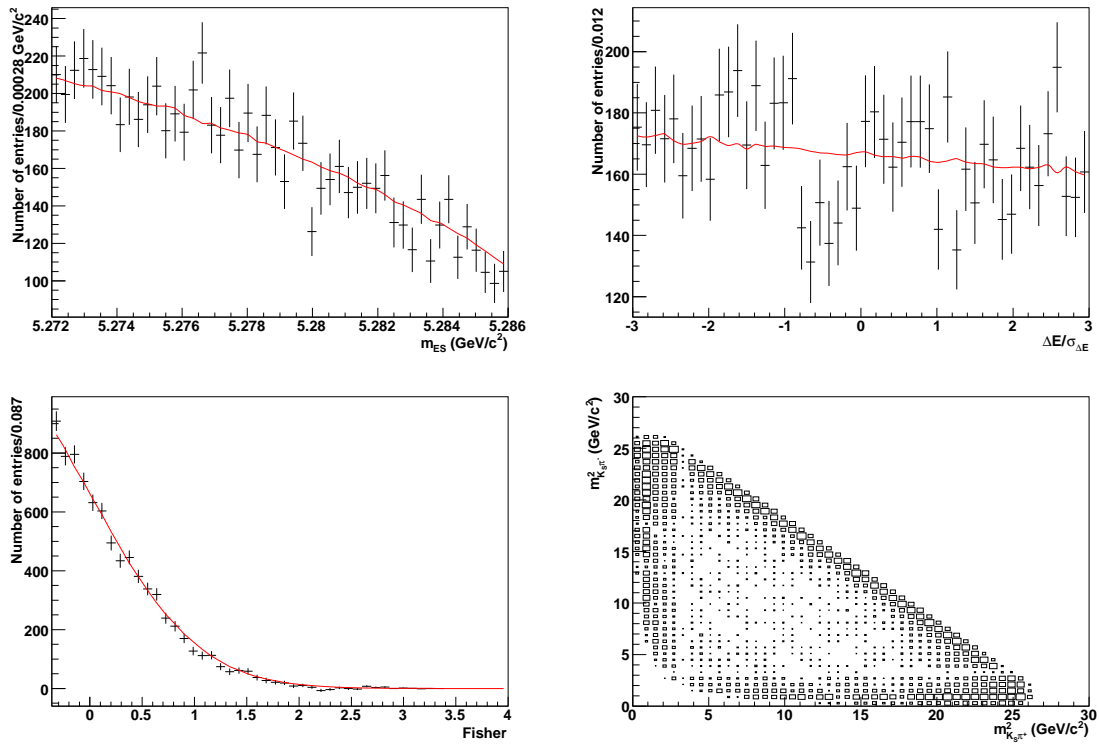 Number of entries/0.00028 GeV/c²
240
220
200
180
160
140
120
100
5.272 5.274 5.276 5.278 5.28 5.282 5.284 5.286
m_ES (GeV/c²)
Number of entries/0.012
200
180
160
140
120
-3 -2 -1 0 1 2 3
ΔE/σ_ΔE
Number of entries/0.087
800
600
400
200
0
0 0.5 1 1.5 2 2.5 3 3.5 4
Fisher
m²_{K_Sπ⁻} (GeV/c²)
30
25
20
15
10
5
0
0 5 10 15 20 25 30
m²_{K_Sπ⁺} (GeV/c²)